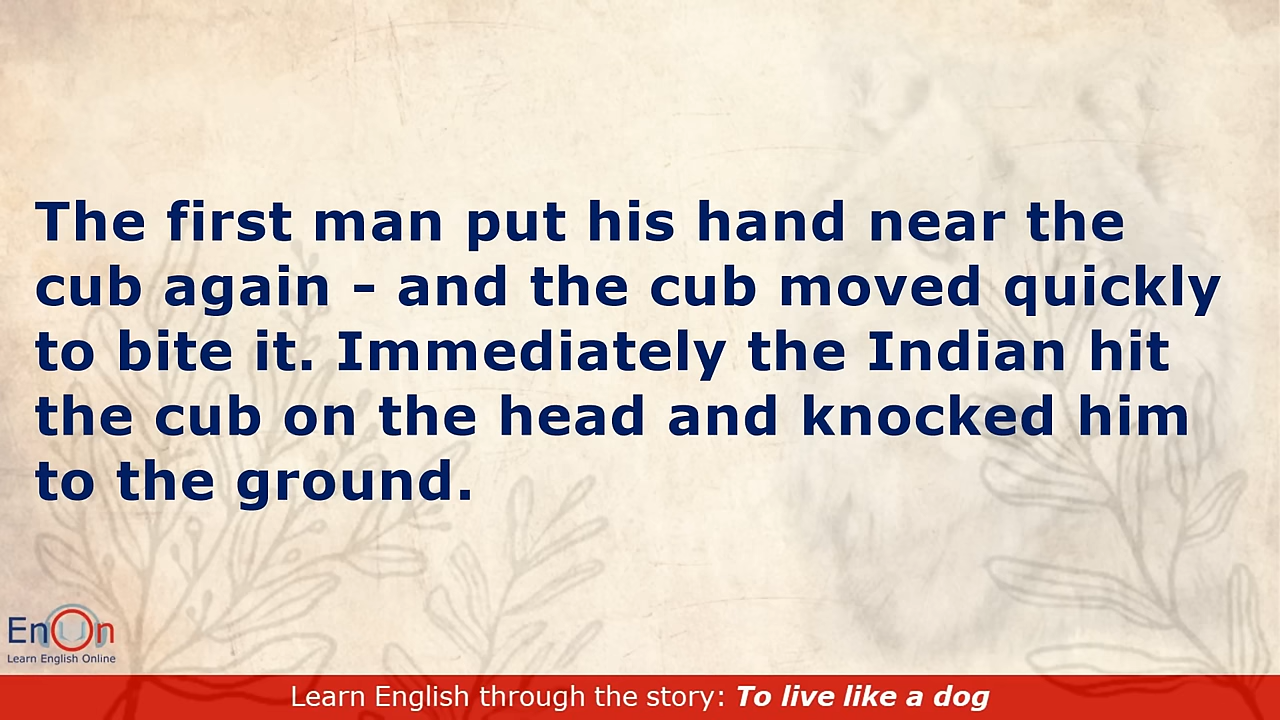 The first man put his hand near the
cub again - and the cub moved quickly
to bite it. Immediately the Indian hit
the cub on the head and knocked him
to the ground.
EnOn
Learn English Online
Learn English through the story: To live like a dog